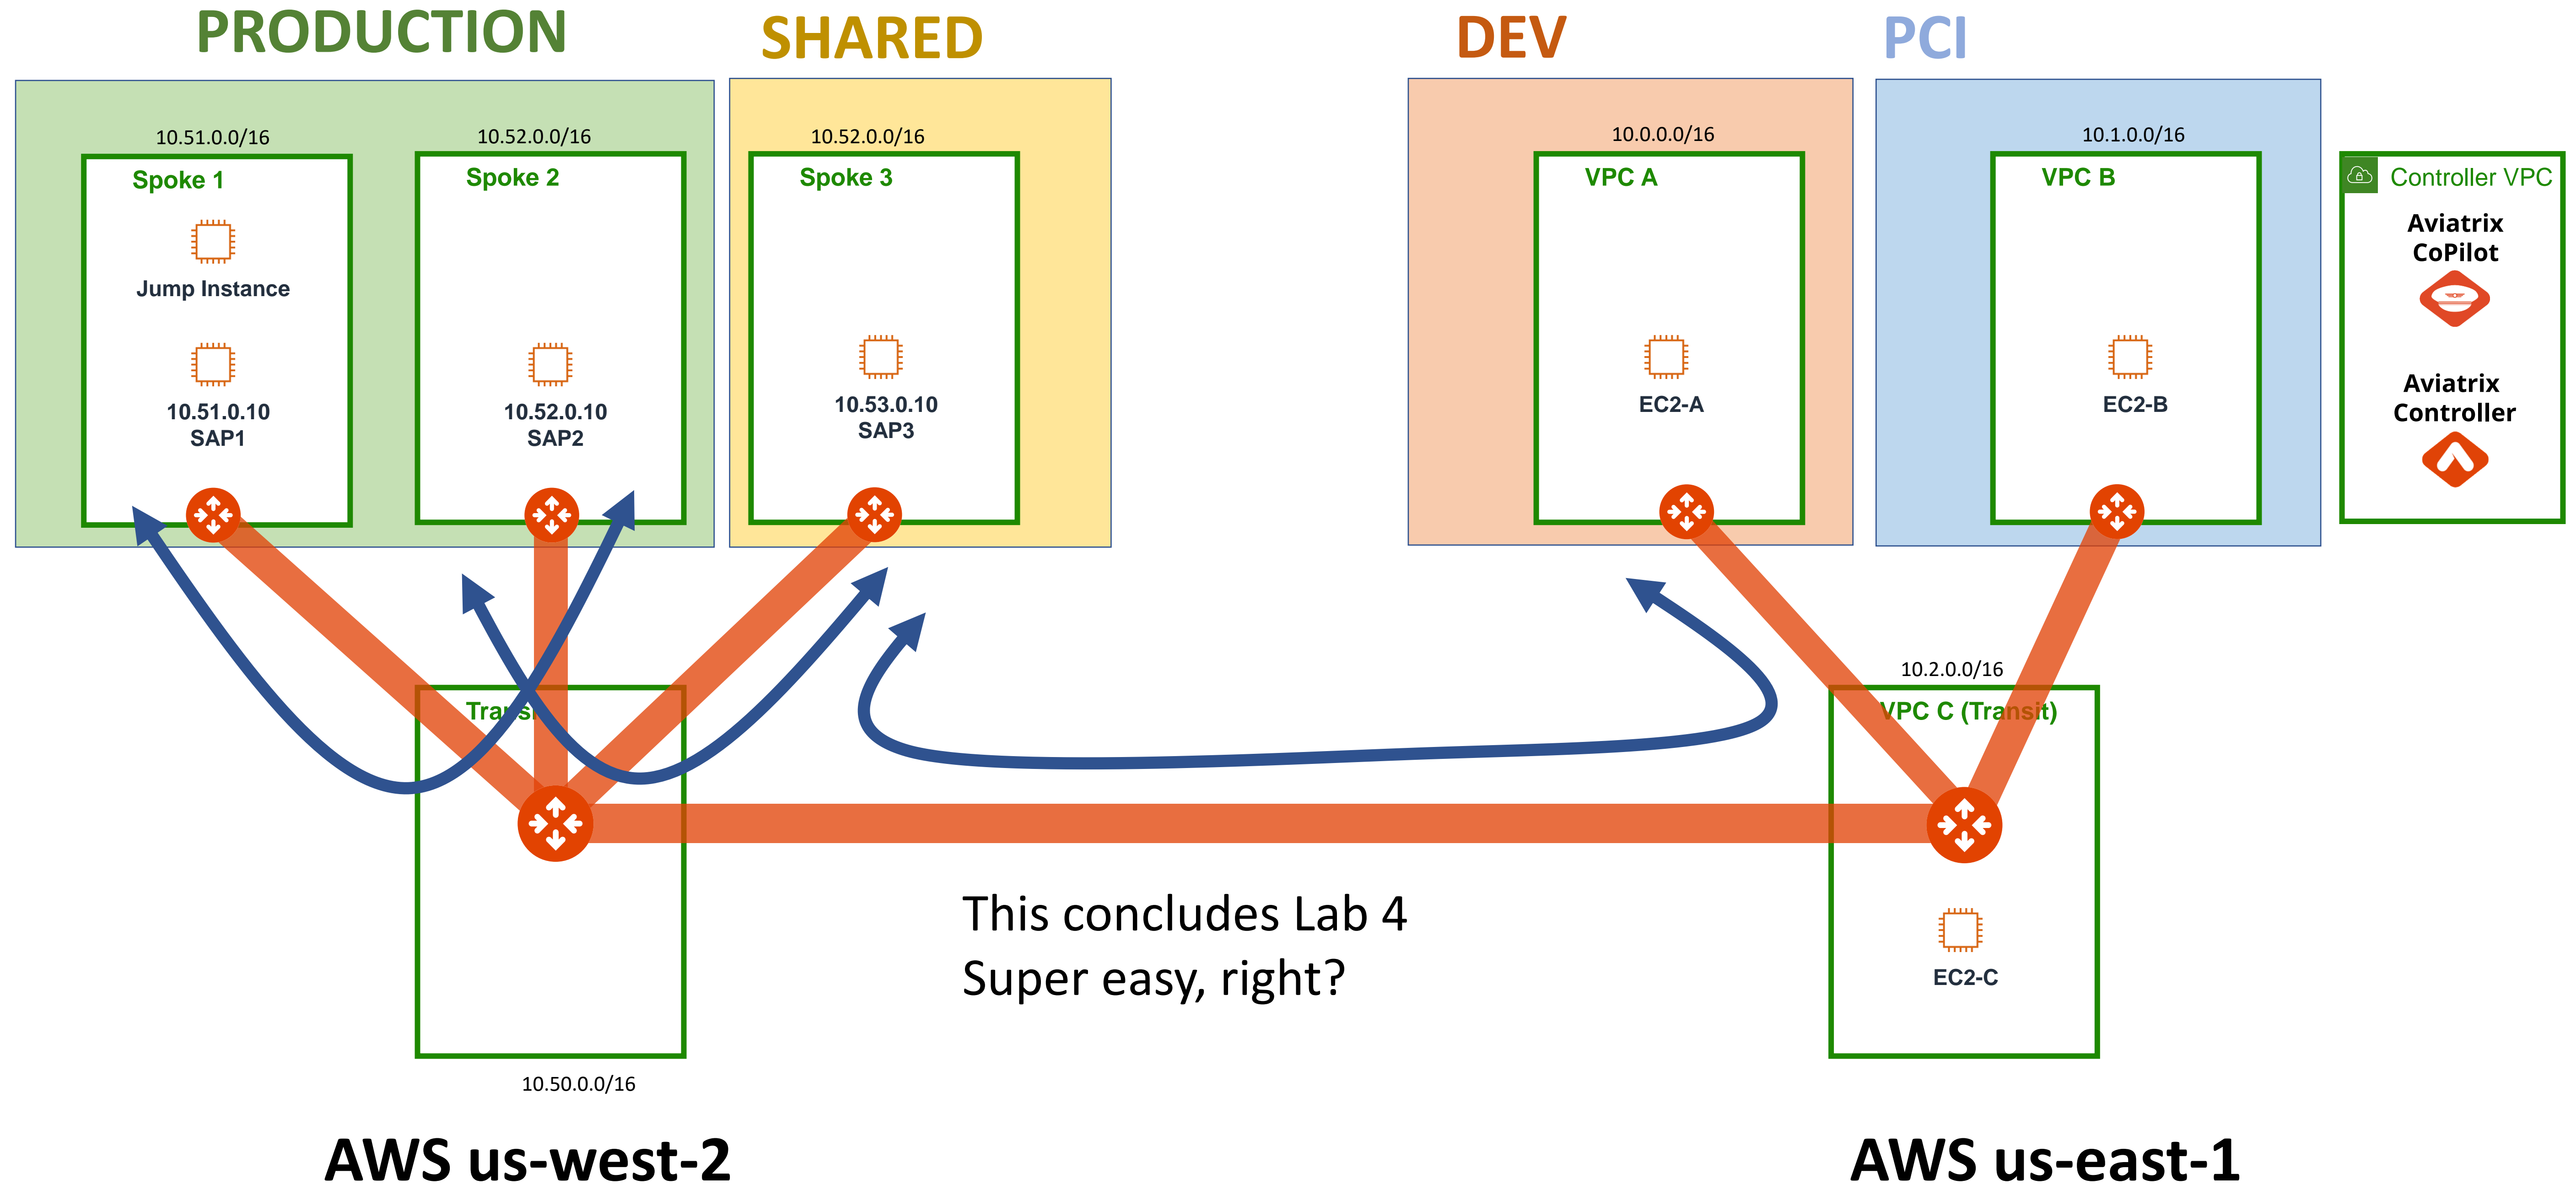 PRODUCTION
SHARED
DEV
PCI
10.51.0.0/16
10.52.0.0/16
10.52.0.0/16
10.0.0.0/16
10.1.0.0/16
Spoke 1
Spoke 2
Spoke 3
VPC A
VPC B
Controller VPC
Aviatrix
CoPilot
Jump Instance
Aviatrix
Controller
10.51.0.10
SAP1
10.52.0.10
SAP2
10.53.0.10
SAP3
EC2-A
EC2-B
10.2.0.0/16
Transit
VPC C (Transit)
This concludes Lab 4
Super easy, right?
EC2-C
10.50.0.0/16
AWS us-west-2
AWS us-east-1